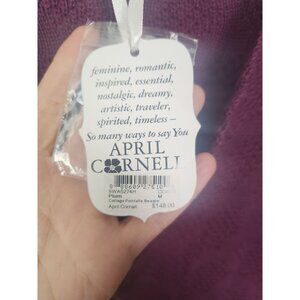 feminine, romantic,
inspired, essential,
nostalgic, dreamy,
artistic, traveler,
spirited, timeless –
So many ways to say You
APRIL
CORNELL
Plum M
Cottage Pointelle Sweater
April Cornell $148.00